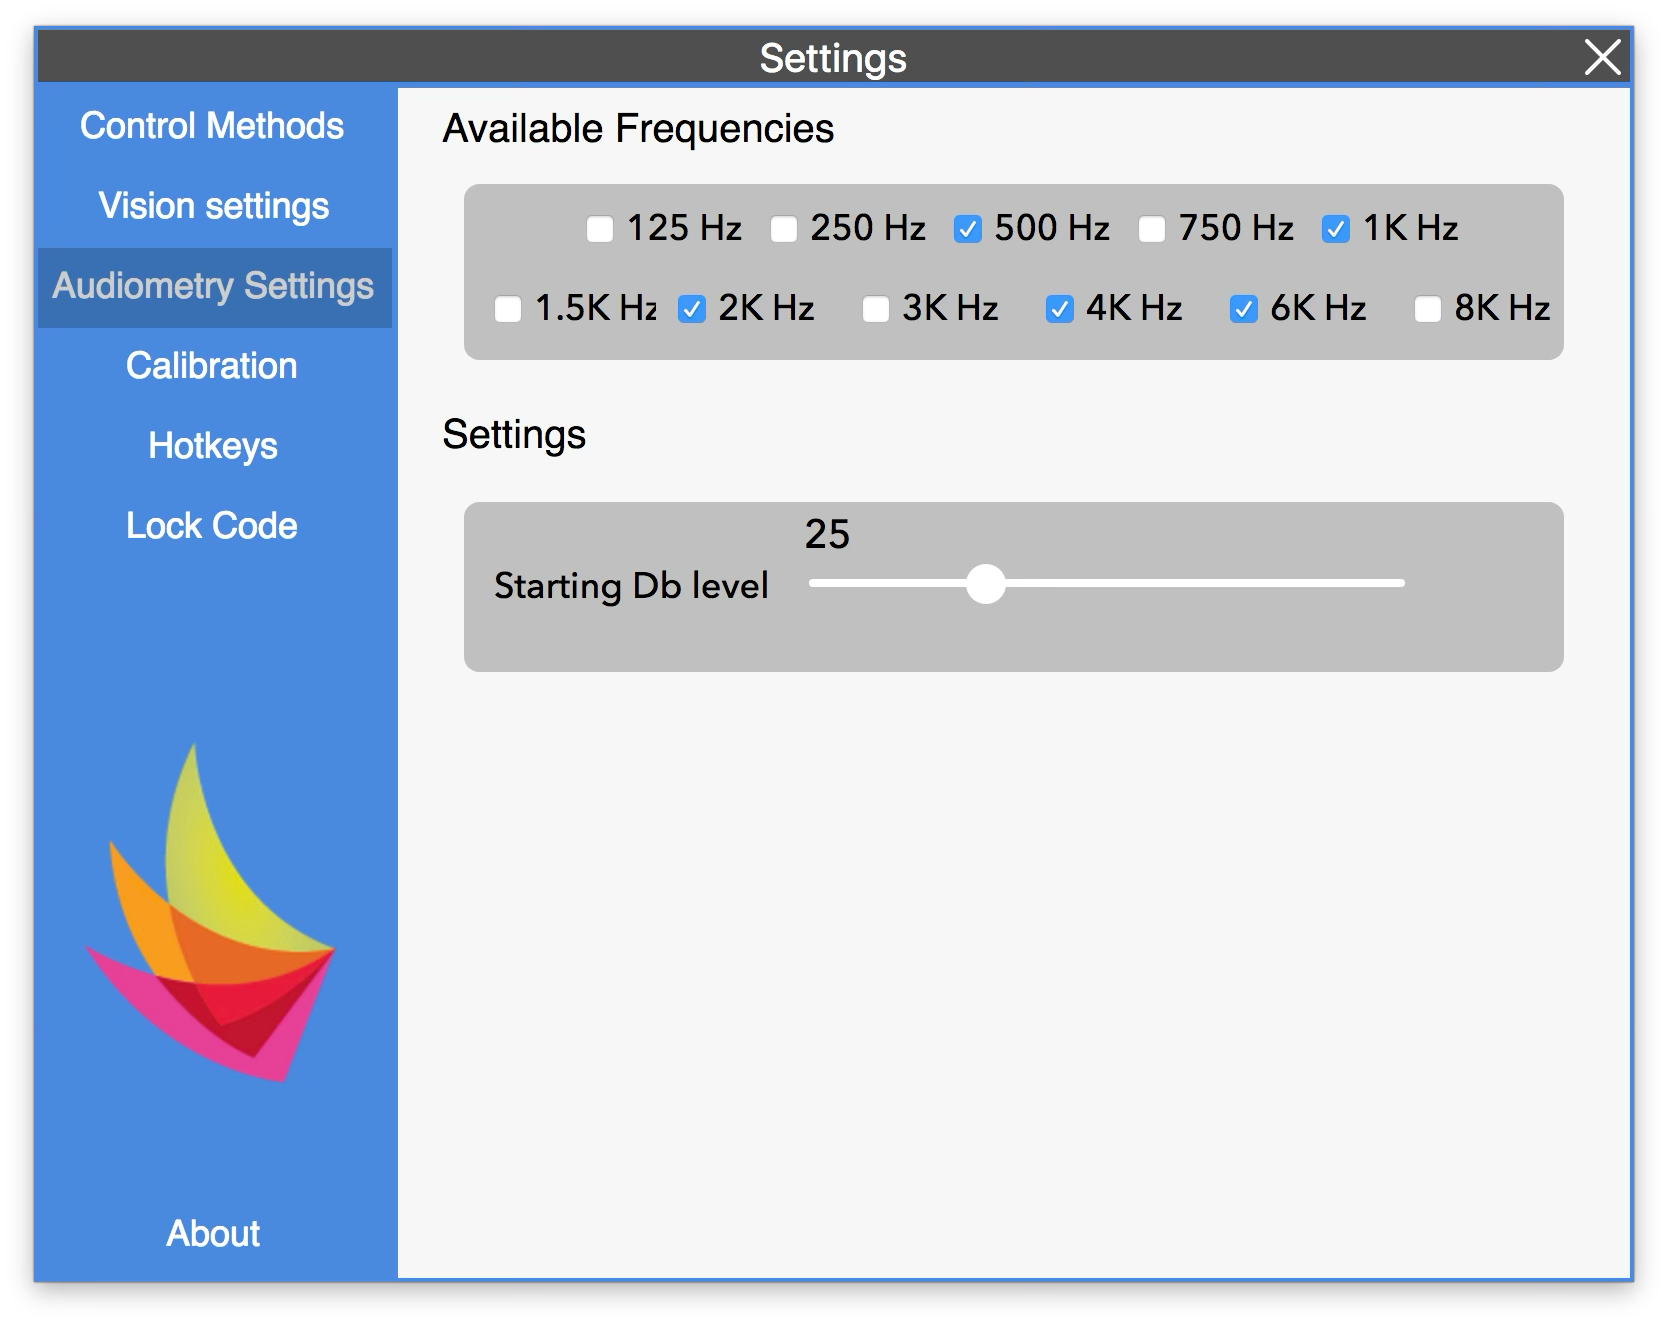 Settings
Control Methods
Vision settings
Audiometry Settings
Calibration
Hotkeys
Lock Code
About
Available Frequencies
125 Hz 250 Hz 500 Hz 750 Hz 1K Hz
1.5K Hz 2K Hz 3K Hz 4K Hz 6K Hz 8K Hz
Settings
25
Starting Db level